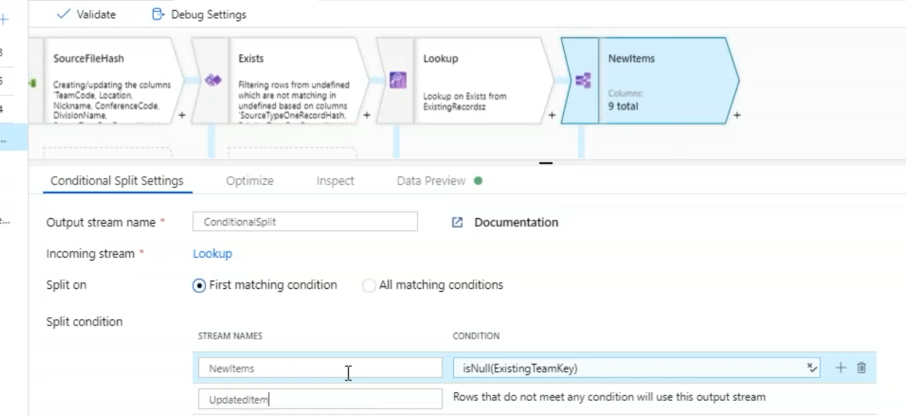 Validate
Debug Settings
SourceFileHash
Creating/updating the columns
'TeamCode, Location,
Nickname, ConferenceCode,
DivisionName,
Exists
Filtering rows from undefined
which are not matching in
undefined based on columns
'SourceTypeOneRecordHash,
Lookup
Lookup on Exists from
ExistingRecordsz
NewItems
Columns:
9 total
Conditional Split Settings
Optimize
Inspect
Data Preview
Output stream name *
ConditionalSplit
Documentation
Incoming stream *
Lookup
Split on
First matching condition
All matching conditions
Split condition
STREAM NAMES
CONDITION
NewItems
isNull(ExistingTeamKey)
UpdatedItem
Rows that do not meet any condition will use this output stream